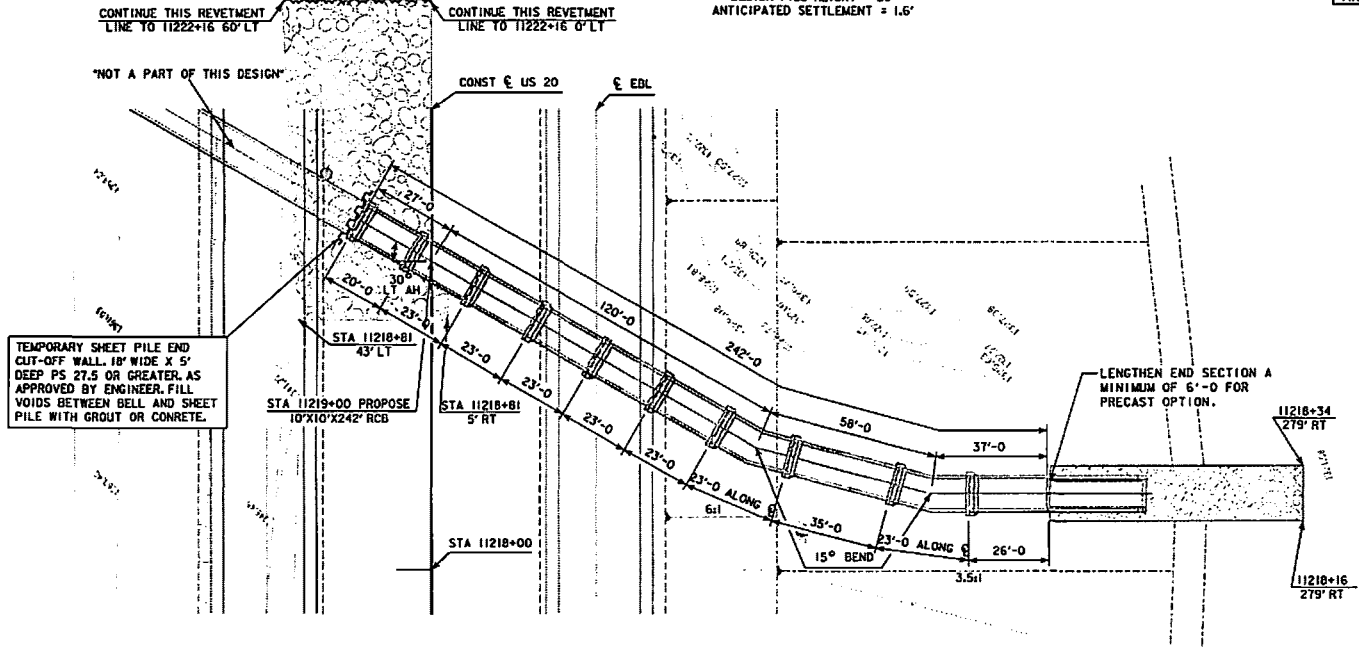 CONTINUE THIS REVETMENT
LINE TO 11222+16 60' LT
CONTINUE THIS REVETMENT
LINE TO 11222+16 0' LT
ANTICIPATED SETTLEMENT = 1.6'
"NOT A PART OF THIS DESIGN"
CONST ℄ US 20
℄ EBL
27'-0
120'-0
242'-0
30°
LT AH
20'-0
23'-0
23'-0
23'-0
23'-0
23'-0
23'-0 ALONG ℄
35'-0
23'-0 ALONG ℄
26'-0
58'-0
37'-0
STA 11218+81
43' LT
STA 11219+00 PROPOSE
10'X10'X242' RCB
STA 11218+81
5' RT
TEMPORARY SHEET PILE END
CUT-OFF WALL. 18' WIDE X 5'
DEEP PS 27.5 OR GREATER. AS
APPROVED BY ENGINEER. FILL
VOIDS BETWEEN BELL AND SHEET
PILE WITH GROUT OR CONRETE.
LENGTHEN END SECTION A
MINIMUM OF 6'-0 FOR
PRECAST OPTION.
11218+34
279' RT
6:1
15° BEND
3.5:1
STA 11218+00
11218+16
279' RT